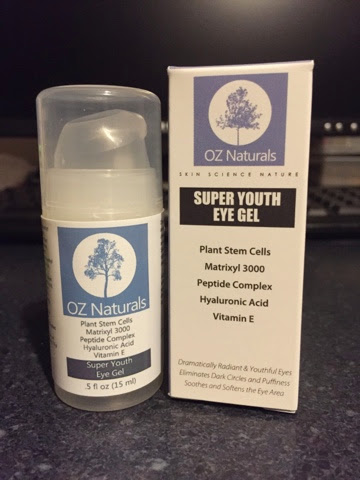 OZ Naturals
Plant Stem Cells
Matrixyl 3000
Peptide Complex
Hyaluronic Acid
Vitamin E
Super Youth
Eye Gel
.5 fl oz (15 ml)
OZ Naturals
SKIN SCIENCE NATURE
SUPER YOUTH
EYE GEL
Plant Stem Cells
Matrixyl 3000
Peptide Complex
Hyaluronic Acid
Vitamin E
Dramatically Radiant & Youthful Eyes
Eliminates Dark Circles and Puffiness
Soothes and Softens the Eye Area